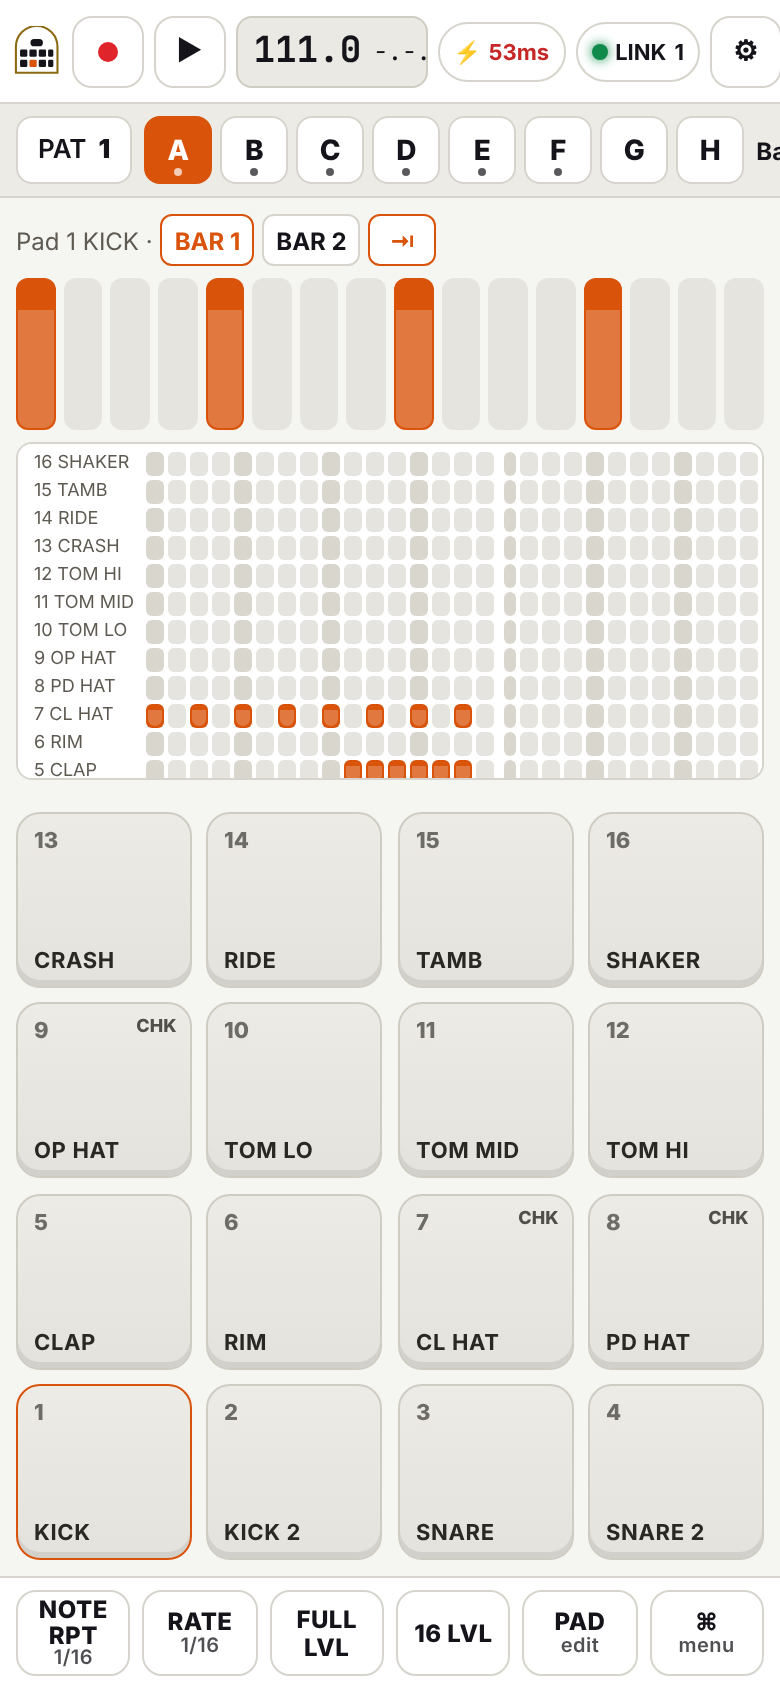 111.0 -.-.
⚡ 53ms
LINK 1
PAT 1
A B C D E F G H Ba
Pad 1 KICK · BAR 1 BAR 2
16 SHAKER
15 TAMB
14 RIDE
13 CRASH
12 TOM HI
11 TOM MID
10 TOM LO
9 OP HAT
8 PD HAT
7 CL HAT
6 RIM
5 CLAP
13 14 15 16
CRASH RIDE TAMB SHAKER
9 CHK 10 11 12
OP HAT TOM LO TOM MID TOM HI
5 6 7 CHK 8 CHK
CLAP RIM CL HAT PD HAT
1 2 3 4
KICK KICK 2 SNARE SNARE 2
NOTE RPT 1/16
RATE 1/16
FULL LVL
16 LVL
PAD edit
⌘ menu